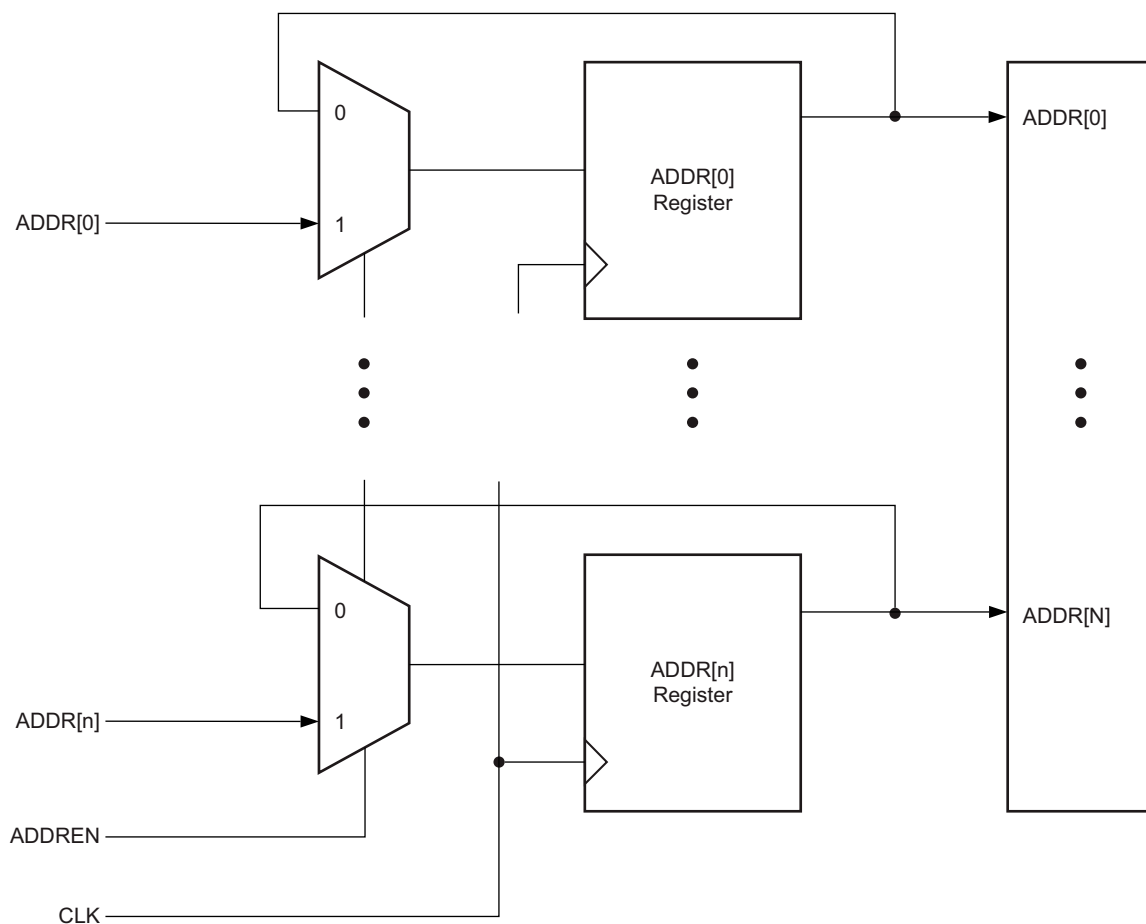 0
ADDR[0]
ADDR[0]
Register
ADDR[0]
1
0
ADDR[N]
ADDR[n]
Register
ADDR[n]
1
ADDREN
CLK